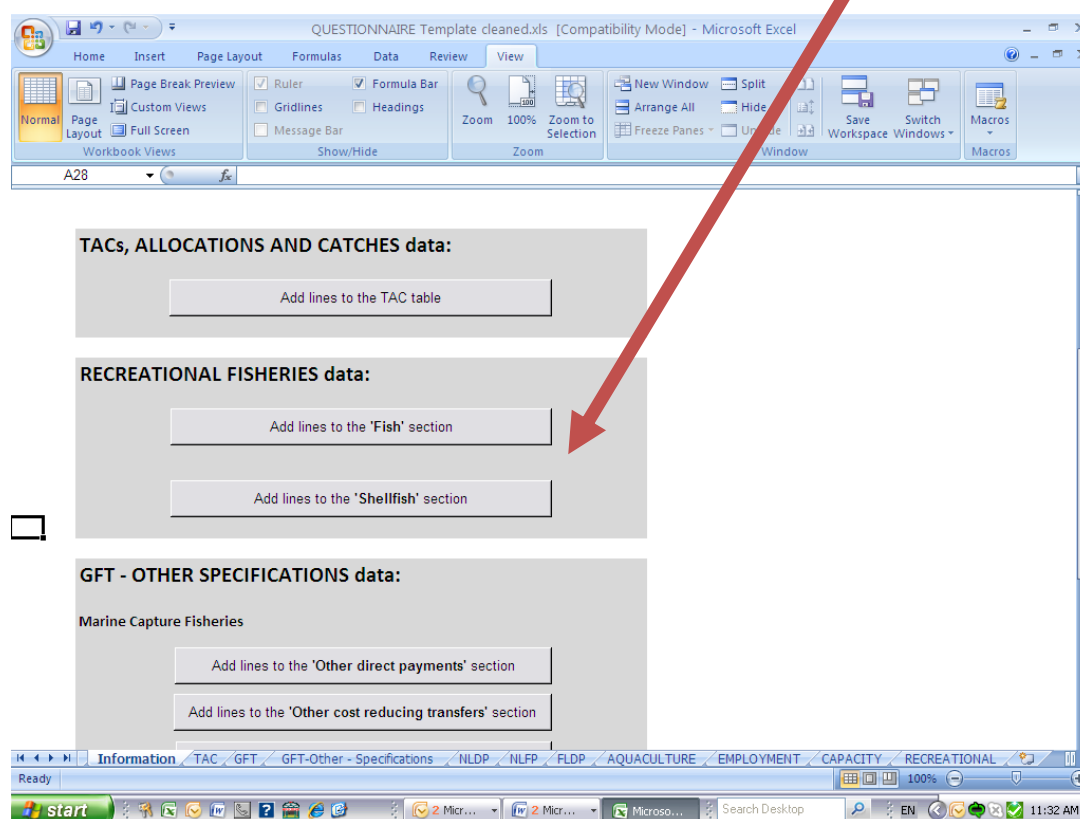 QUESTIONNAIRE Template cleaned.xls [Compatibility Mode] - Microsoft Excel
Home Insert Page Layout Formulas Data Review View
Normal
Page Layout
Page Break Preview
Custom Views
Full Screen
Workbook Views
Ruler
Gridlines
Message Bar
Formula Bar
Headings
Show/Hide
Zoom
100%
Zoom to Selection
Zoom
New Window
Arrange All
Freeze Panes
Split
Hide
Save Workspace
Switch Windows
Window
Macros
Macros
A28
fx
TACs, ALLOCATIONS AND CATCHES data:
Add lines to the TAC table
RECREATIONAL FISHERIES data:
Add lines to the 'Fish' section
Add lines to the 'Shellfish' section
GFT - OTHER SPECIFICATIONS data:
Marine Capture Fisheries
Add lines to the 'Other direct payments' section
Add lines to the 'Other cost reducing transfers' section
Information TAC GFT GFT-Other - Specifications NLDP NLFP FLDP AQUACULTURE EMPLOYMENT CAPACITY RECREATIONAL
Ready
100%
start
2 Micr...
2 Micr...
Microso...
Search Desktop
EN
11:32 AM